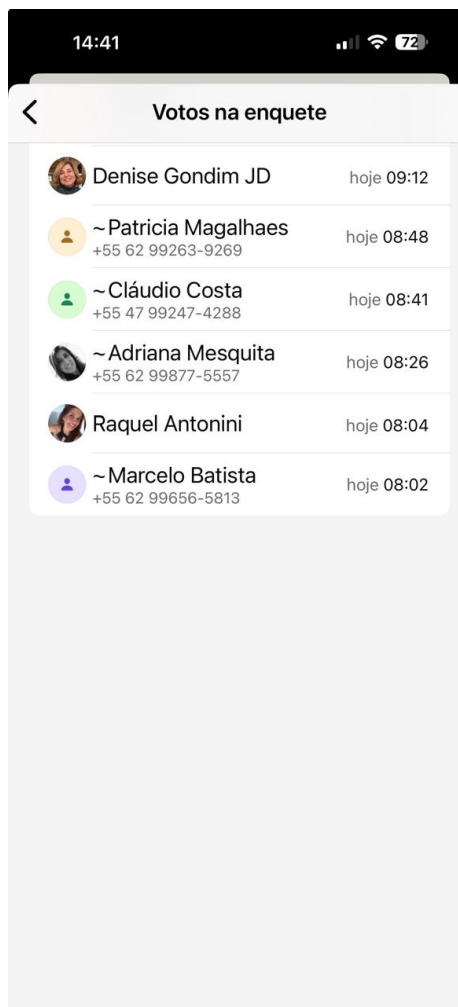 14:41
72
Votos na enquete
Denise Gondim JD hoje 09:12
~Patricia Magalhaes hoje 08:48
+55 62 99263-9269
~Cláudio Costa hoje 08:41
+55 47 99247-4288
~Adriana Mesquita hoje 08:26
+55 62 99877-5557
Raquel Antonini hoje 08:04
~Marcelo Batista hoje 08:02
+55 62 99656-5813